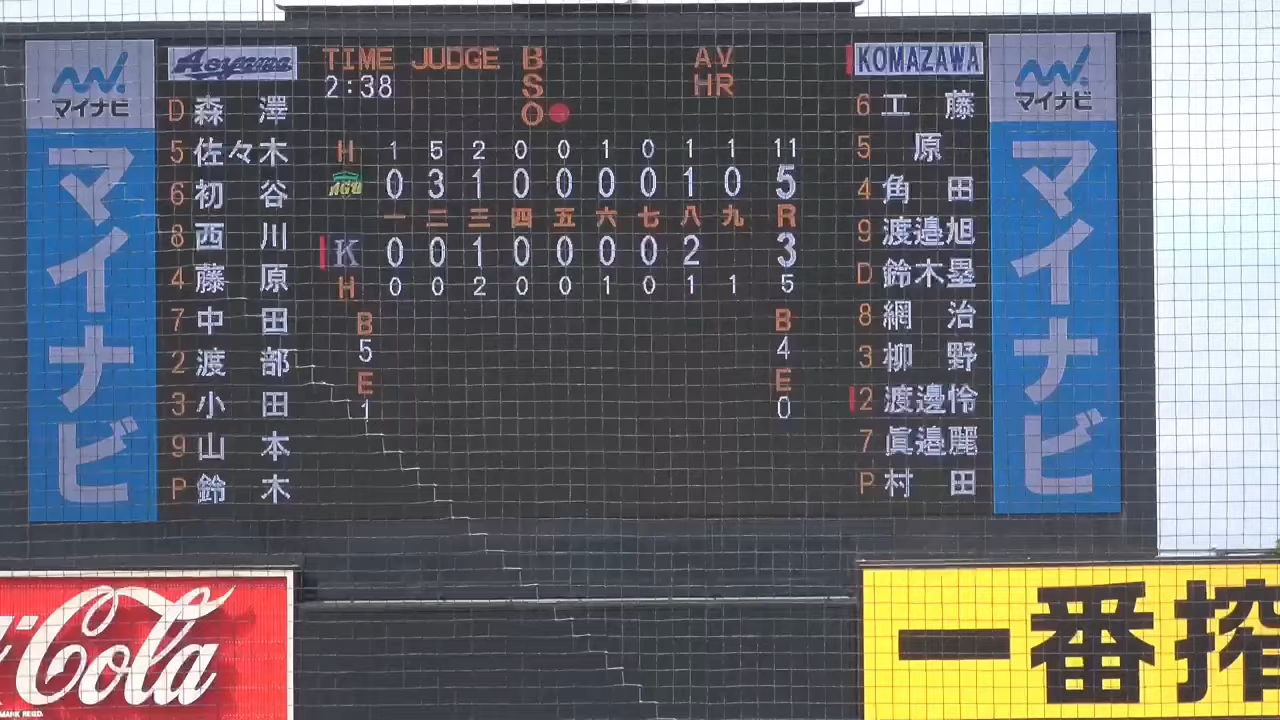 マイナビ
マイナビ
Aoyama
D 森 澤
5 佐々木
6 初 谷
8 西 川
4 藤 原
7 中 田
2 渡 部
3 小 田
9 山 本
P 鈴 木
TIME JUDGE B AV
2:38 S HR
O
H 1 5 2 0 0 1 0 1 1 11
AGU 0 3 1 0 0 0 0 1 0 5
一 二 三 四 五 六 七 八 九 R
K 0 0 1 0 0 0 0 2 3
H 0 0 2 0 0 1 0 1 1 5
B B
5 4
E E
1 0
KOMAZAWA
6 工 藤
5 原
4 角 田
9 渡邉旭
D 鈴木塁
8 網 治
3 柳 野
2 渡邊怜
7 眞邉麗
P 村 田
マイナビ
マイナビ
Cola
一番搾